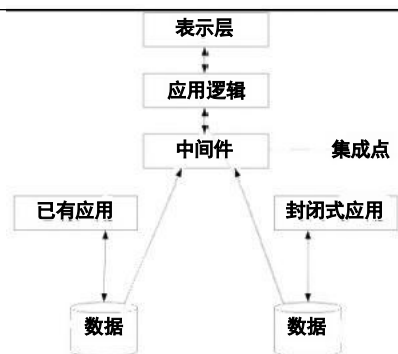 表示层
应用逻辑
中间件
集成点
已有应用
封闭式应用
数据
数据